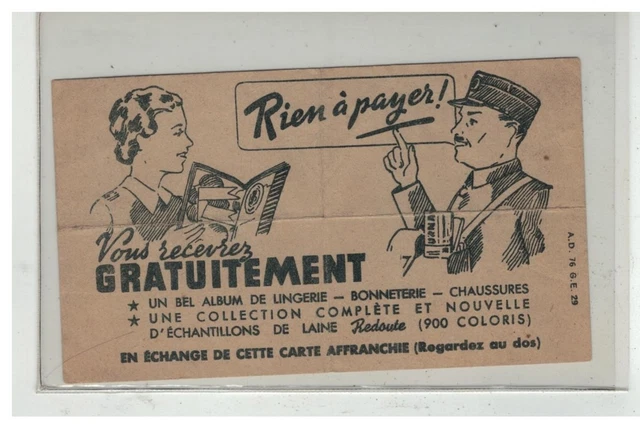 Rien à payer!
Vous recevrez
GRATUITEMENT
★ UN BEL ALBUM DE LINGERIE — BONNETERIE — CHAUSSURES
★ UNE COLLECTION COMPLÈTE ET NOUVELLE
D'ÉCHANTILLONS DE LAINE Redoute (900 COLORIS)
EN ÉCHANGE DE CETTE CARTE AFFRANCHIE (Regardez au dos)
A.D. 76 G.E. 29